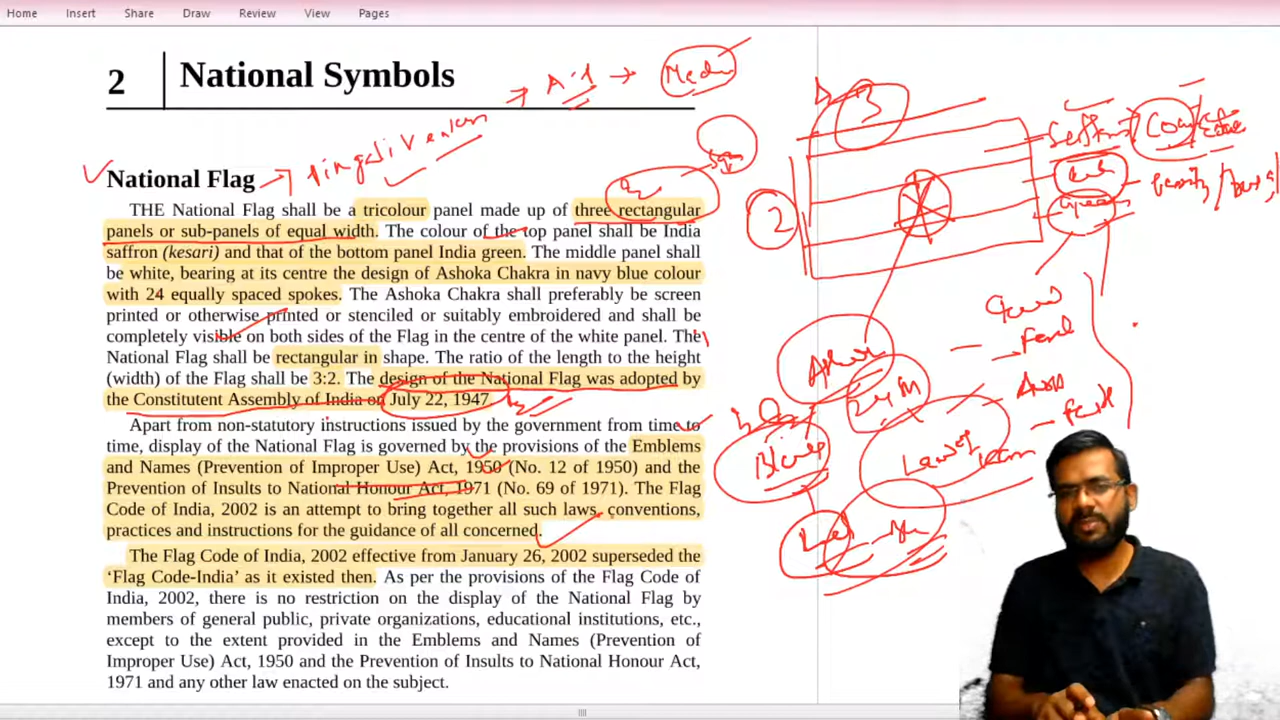 Home Insert Share Draw Review View Pages
2 National Symbols
National Flag
THE National Flag shall be a tricolour panel made up of three rectangular
panels or sub-panels of equal width. The colour of the top panel shall be India
saffron (kesari) and that of the bottom panel India green. The middle panel shall
be white, bearing at its centre the design of Ashoka Chakra in navy blue colour
with 24 equally spaced spokes. The Ashoka Chakra shall preferably be screen
printed or otherwise printed or stenciled or suitably embroidered and shall be
completely visible on both sides of the Flag in the centre of the white panel. The
National Flag shall be rectangular in shape. The ratio of the length to the height
(width) of the Flag shall be 3:2. The design of the National Flag was adopted by
the Constitutent Assembly of India on July 22, 1947.
Apart from non-statutory instructions issued by the government from time to
time, display of the National Flag is governed by the provisions of the Emblems
and Names (Prevention of Improper Use) Act, 1950 (No. 12 of 1950) and the
Prevention of Insults to National Honour Act, 1971 (No. 69 of 1971). The Flag
Code of India, 2002 is an attempt to bring together all such laws, conventions,
practices and instructions for the guidance of all concerned.
The Flag Code of India, 2002 effective from January 26, 2002 superseded the
‘Flag Code-India’ as it existed then. As per the provisions of the Flag Code of
India, 2002, there is no restriction on the display of the National Flag by
members of general public, private organizations, educational institutions, etc.,
except to the extent provided in the Emblems and Names (Prevention of
Improper Use) Act, 1950 and the Prevention of Insults to National Honour Act,
1971 and any other law enacted on the subject.
3
2
24